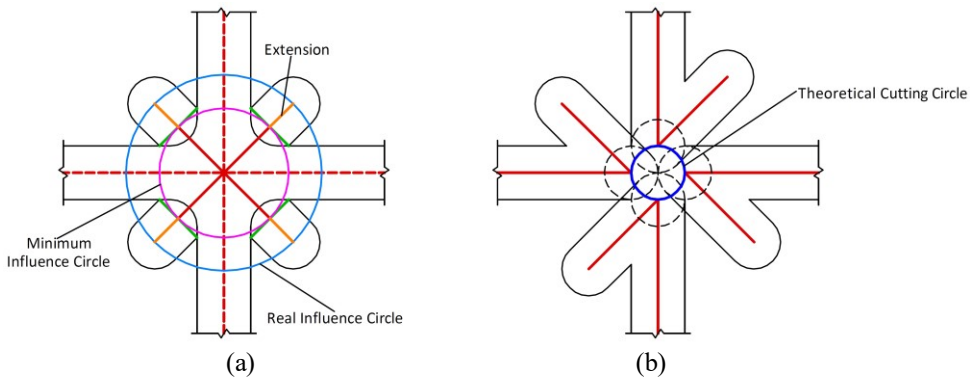 Extension
Minimum
Influence Circle
Real Influence Circle
(a)
Theoretical Cutting Circle
(b)